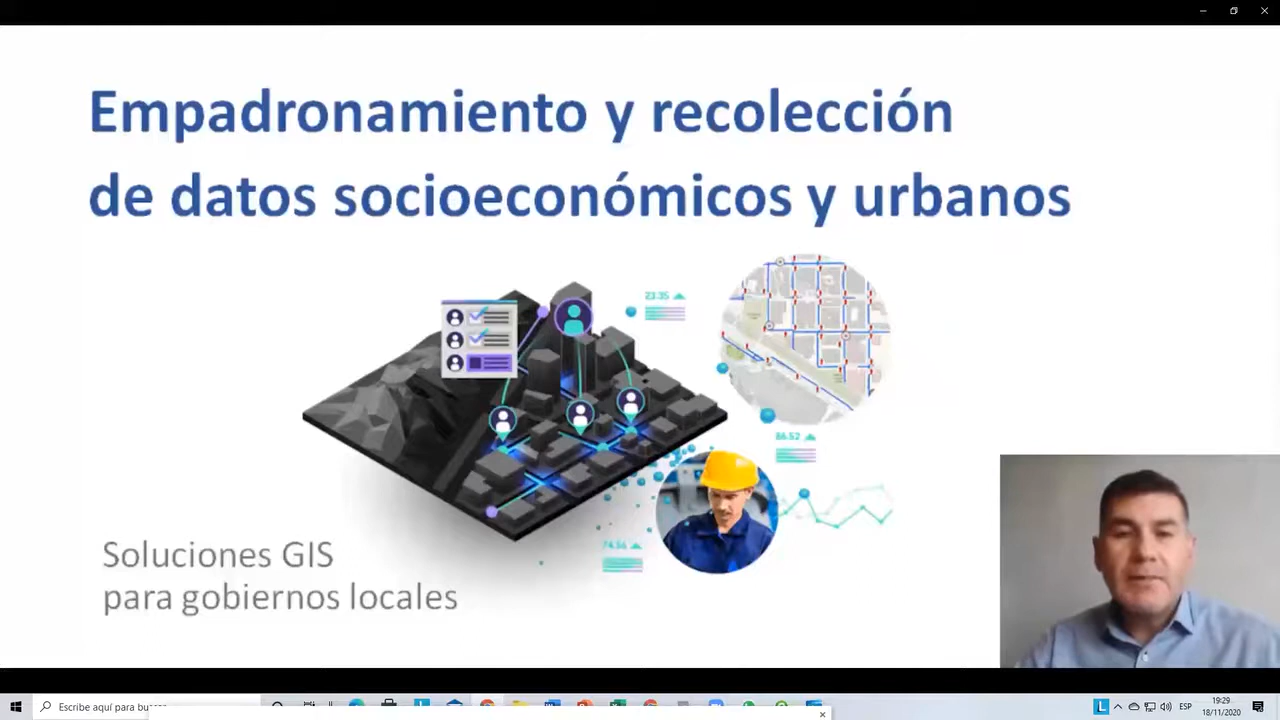 Empadronamiento y recolección
de datos socioeconómicos y urbanos
23.35
86.52
74.56
Soluciones GIS
para gobiernos locales
Escribe aquí para bu
ESP
19:29
18/11/2020